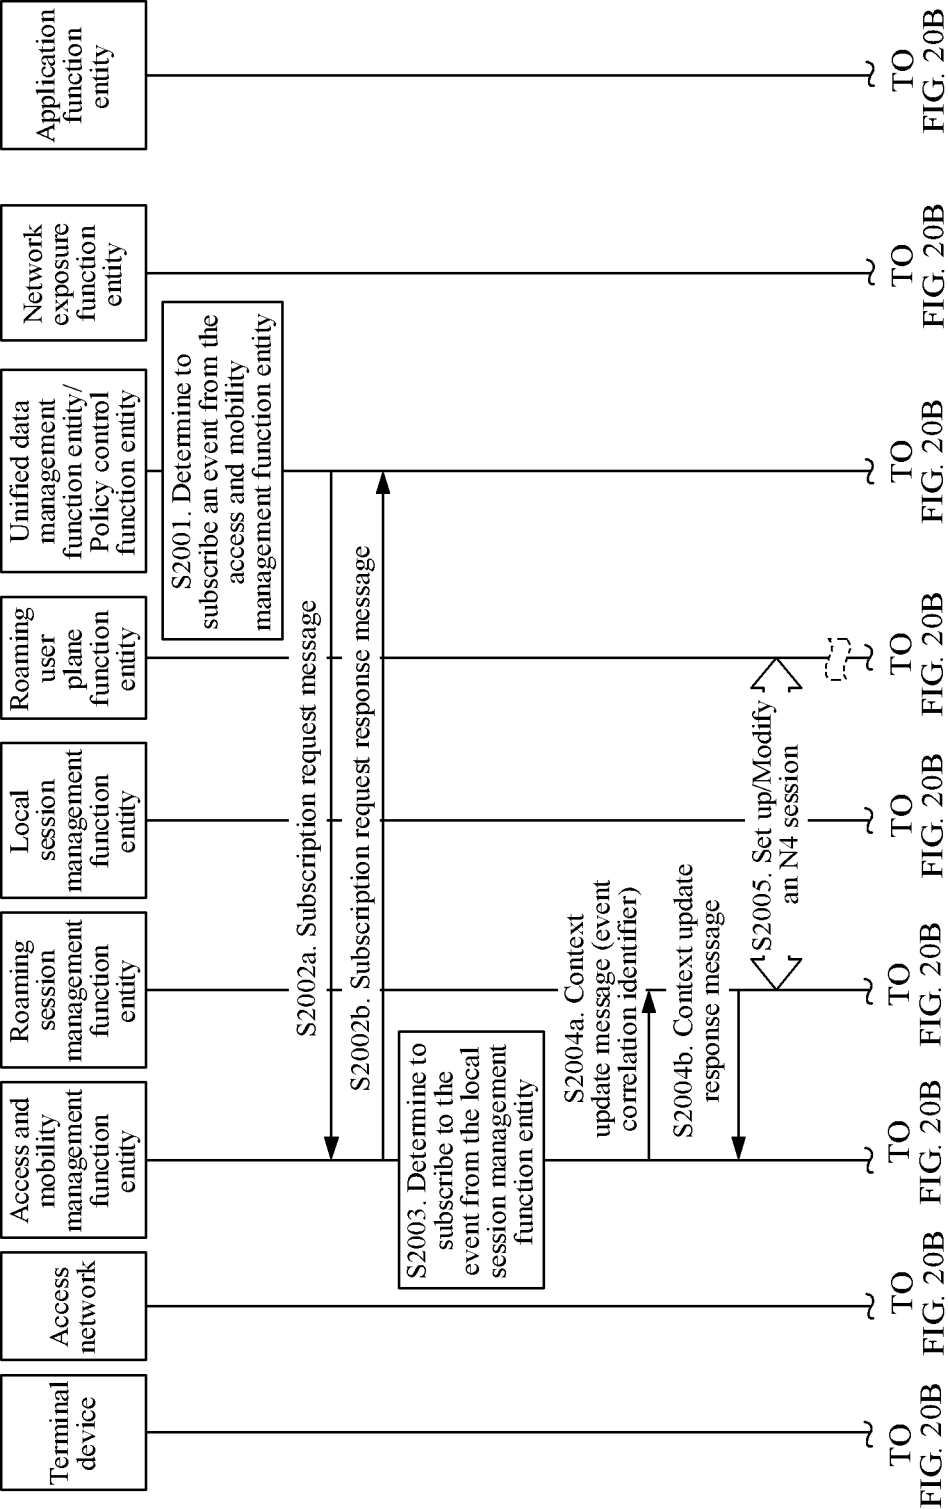 Terminal
device
Access
network
Access and
mobility
management
function
entity
Roaming
session
management
function
entity
Local
session
management
function
entity
Roaming
user
plane
function
entity
Unified data
management
function entity/
Policy control
function entity
Network
exposure
function
entity
Application
function
entity
S2001. Determine to
subscribe an event from the
access and mobility
management function entity
S2002a. Subscription request message
S2002b. Subscription request response message
S2003. Determine to
subscribe to the
event from the local
session management
function entity
S2004a. Context
update message (event
correlation identifier)
S2004b. Context update
response message
S2005. Set up/Modify
an N4 session
TO
FIG. 20B
TO
FIG. 20B
TO
FIG. 20B
TO
FIG. 20B
TO
FIG. 20B
TO
FIG. 20B
TO
FIG. 20B
TO
FIG. 20B
TO
FIG. 20B